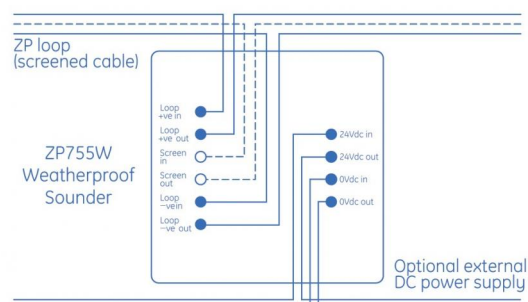 ZP loop
(screened cable)
ZP755W
Weatherproof
Sounder
Loop
+ve in
Loop
+ve out
Screen
in
Screen
out
Loop
−vein
Loop
−ve out
24Vdc in
24Vdc out
0Vdc in
0Vdc out
Optional external
DC power supply